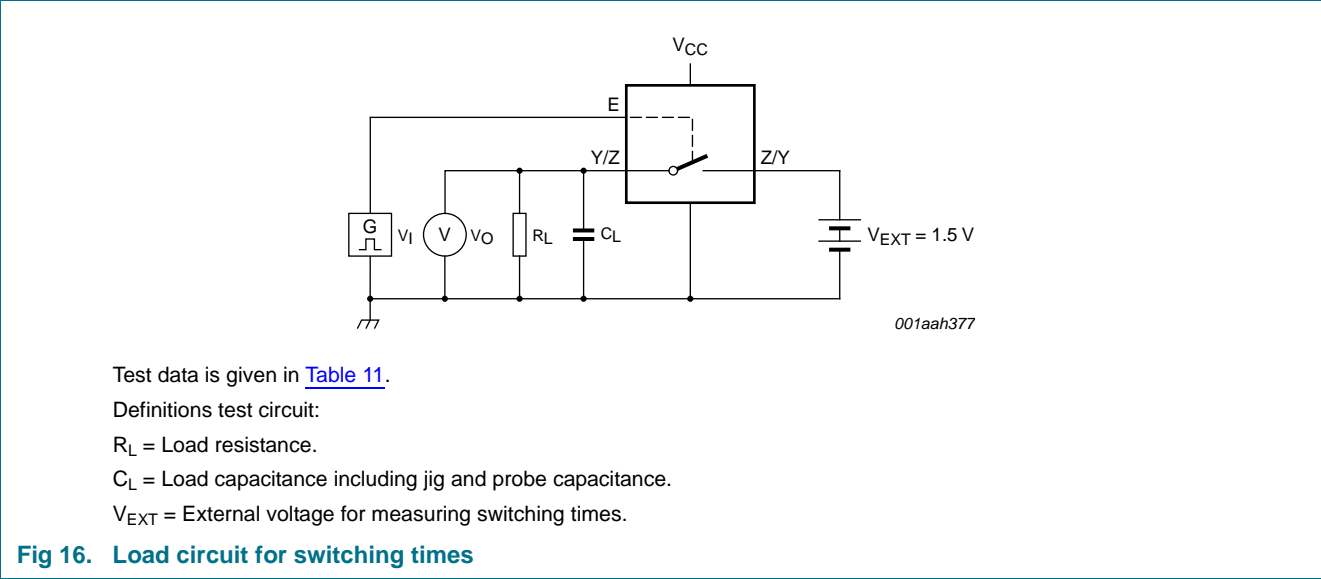 VCC
E
Y/Z
Z/Y
G
VI
V
VO
RL
CL
VEXT = 1.5 V
001aah377
Test data is given in Table 11.
Definitions test circuit:
RL = Load resistance.
CL = Load capacitance including jig and probe capacitance.
VEXT = External voltage for measuring switching times.
Fig 16. Load circuit for switching times